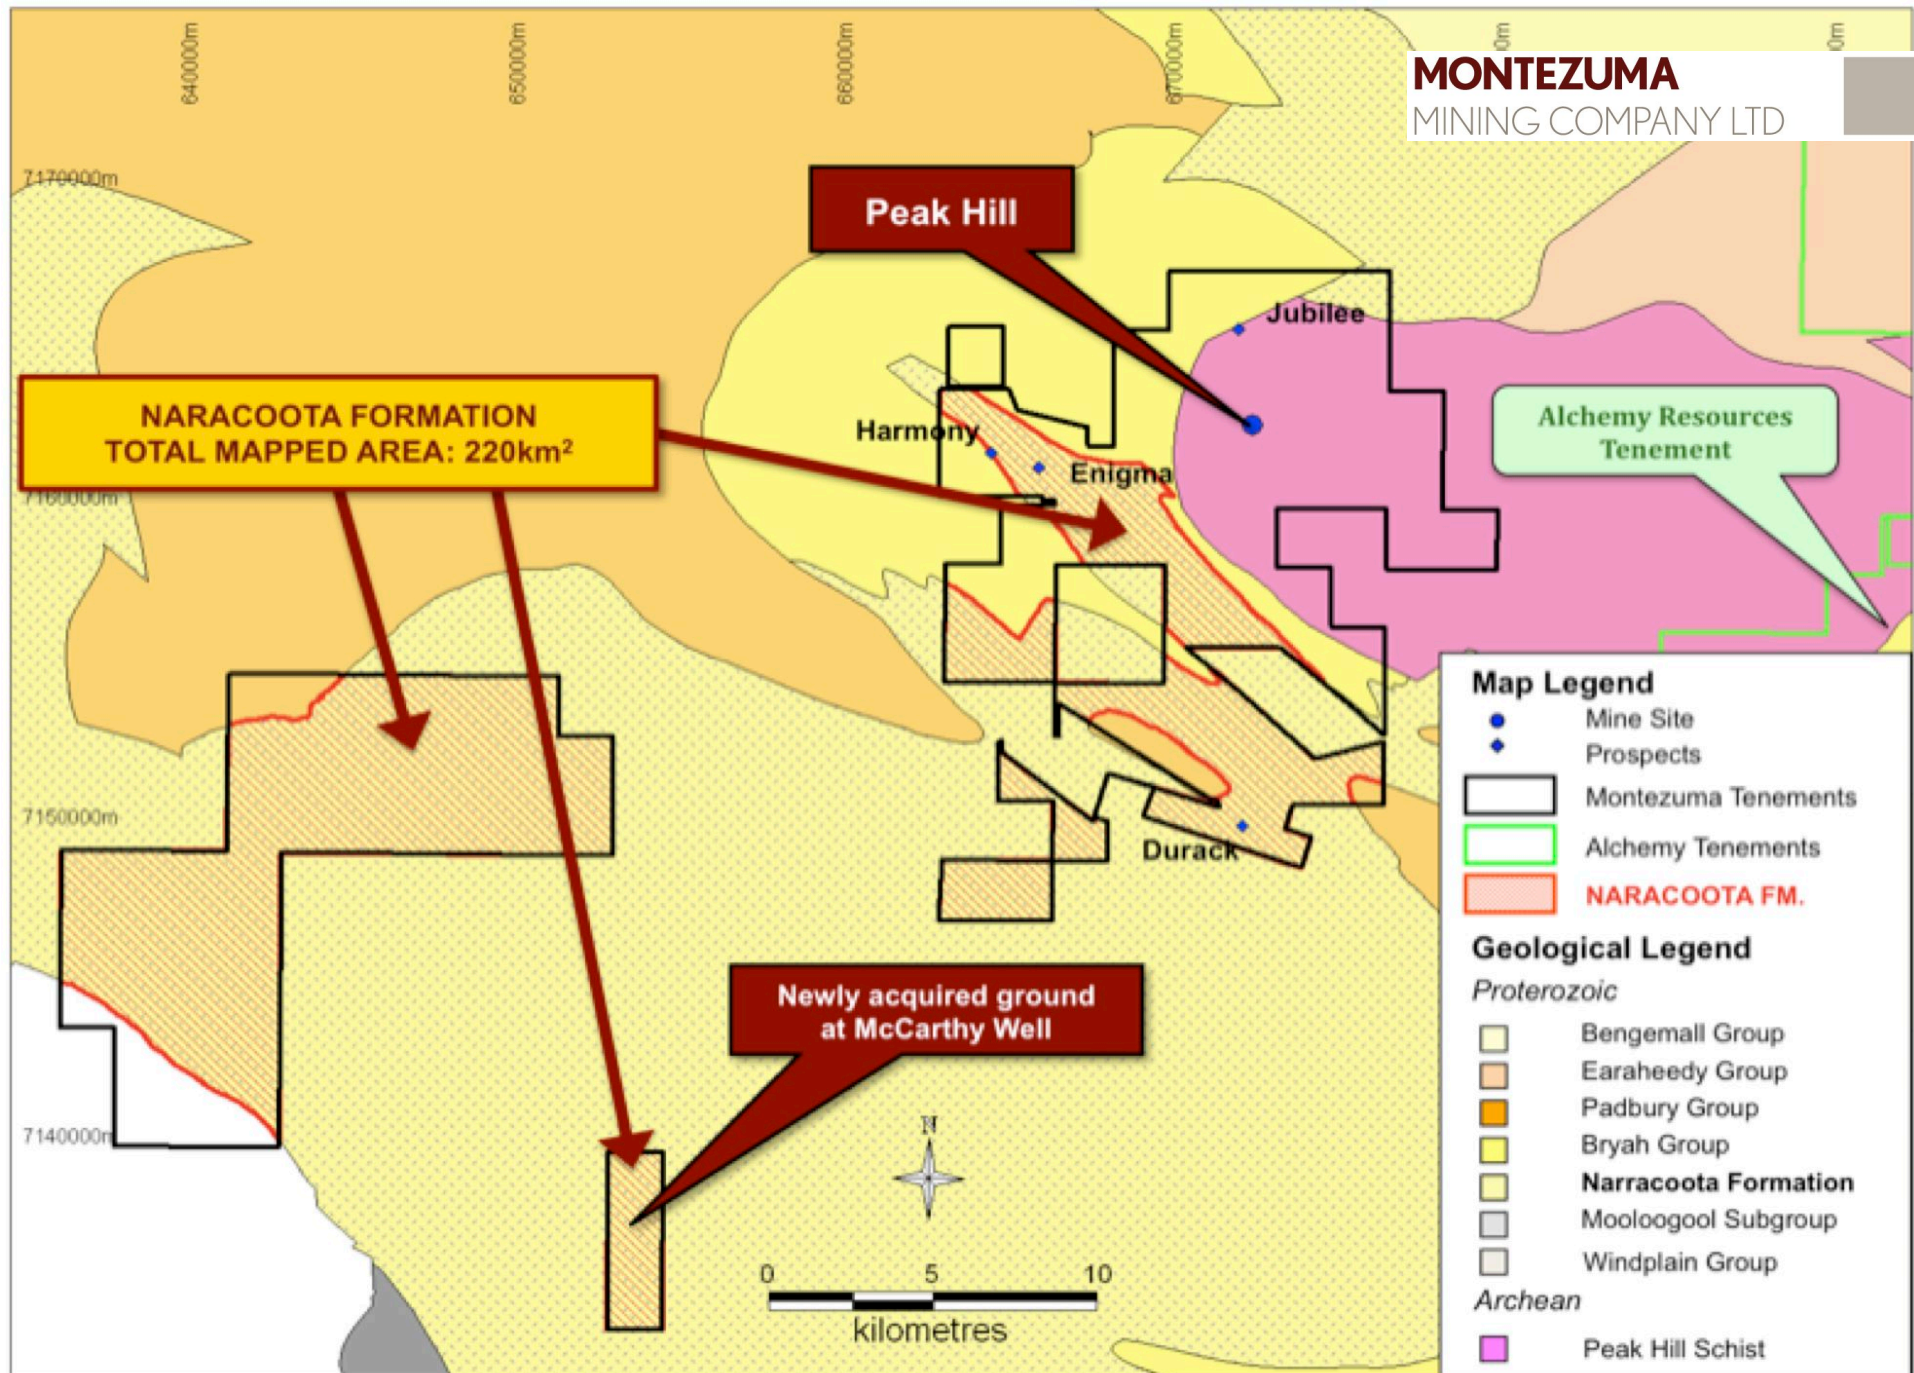 640000m
650000m
660000m
670000m
MONTEZUMA
MINING COMPANY LTD
7170000m
Peak Hill
Jubilee
NARACOOTA FORMATION
TOTAL MAPPED AREA: 220km²
Harmony
Enigma
Alchemy Resources
Tenement
7160000m
7150000m
Durack
Newly acquired ground
at McCarthy Well
7140000m
N
0 5 10
kilometres
Map Legend
Mine Site
Prospects
Montezuma Tenements
Alchemy Tenements
NARACOOTA FM.
Geological Legend
Proterozoic
Bengemall Group
Earaheedy Group
Padbury Group
Bryah Group
Narracoota Formation
Mooloogool Subgroup
Windplain Group
Archean
Peak Hill Schist